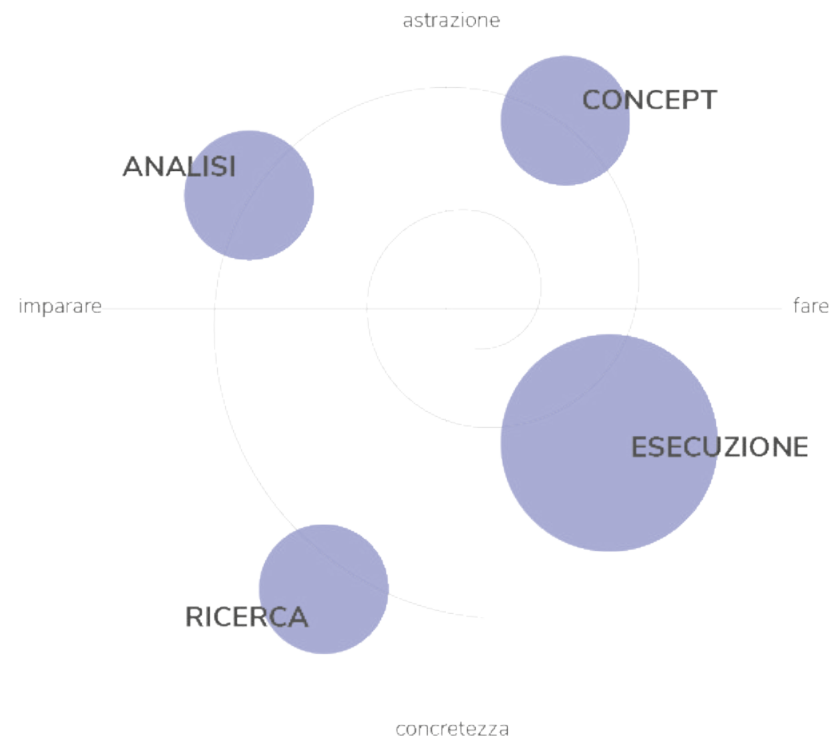 astrazione
CONCEPT
ANALISI
imparare
fare
ESECUZIONE
RICERCA
concretezza